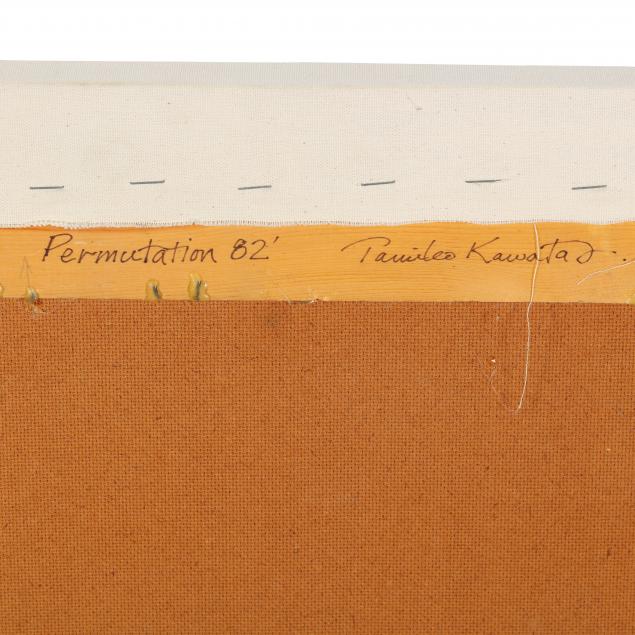 Permutation 82' Tamiko Kawata